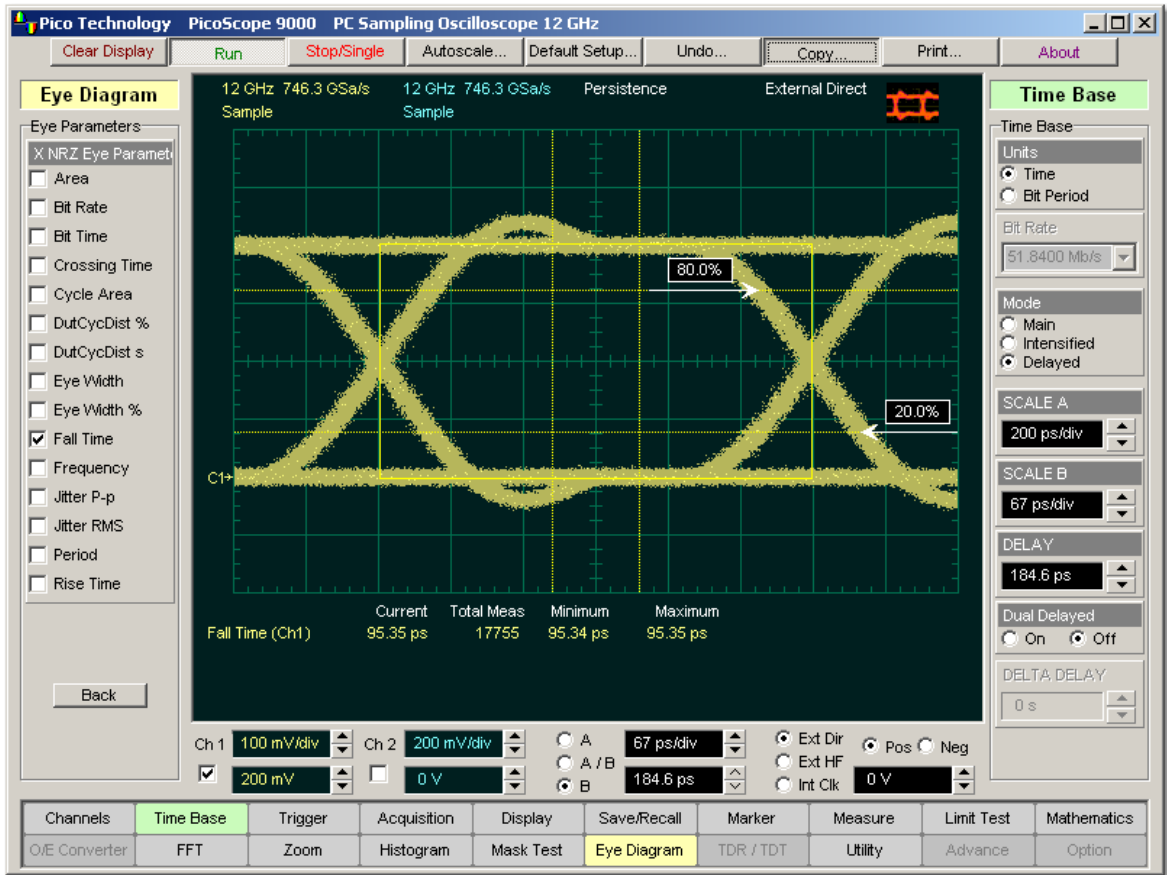 Pico Technology PicoScope 9000 PC Sampling Oscilloscope 12 GHz
Clear Display Run Stop/Single Autoscale... Default Setup... Undo... Copy... Print... About
Eye Diagram
Eye Parameters
X NRZ Eye Paramet
Area
Bit Rate
Bit Time
Crossing Time
Cycle Area
DutCycDist %
DutCycDist s
Eye Width
Eye Width %
Fall Time
Frequency
Jitter P-p
Jitter RMS
Period
Rise Time
Back
12 GHz 746.3 GSa/s 12 GHz 746.3 GSa/s Persistence External Direct
Sample Sample
80.0%
20.0%
C1
Current Total Meas Minimum Maximum
Fall Time (Ch1) 95.35 ps 17755 95.34 ps 95.35 ps
Time Base
Time Base
Units
Time
Bit Period
Bit Rate
51.8400 Mb/s
Mode
Main
Intensified
Delayed
SCALE A
200 ps/div
SCALE B
67 ps/div
DELAY
184.6 ps
Dual Delayed
On Off
DELTA DELAY
0 s
Ch 1 100 mV/div Ch 2 200 mV/div A 67 ps/div Ext Dir Pos Neg
A / B Ext HF
200 mV 0 V B 184.6 ps Int Clk 0 V
Channels Time Base Trigger Acquisition Display Save/Recall Marker Measure Limit Test Mathematics
O/E Converter FFT Zoom Histogram Mask Test Eye Diagram TDR / TDT Utility Advance Option